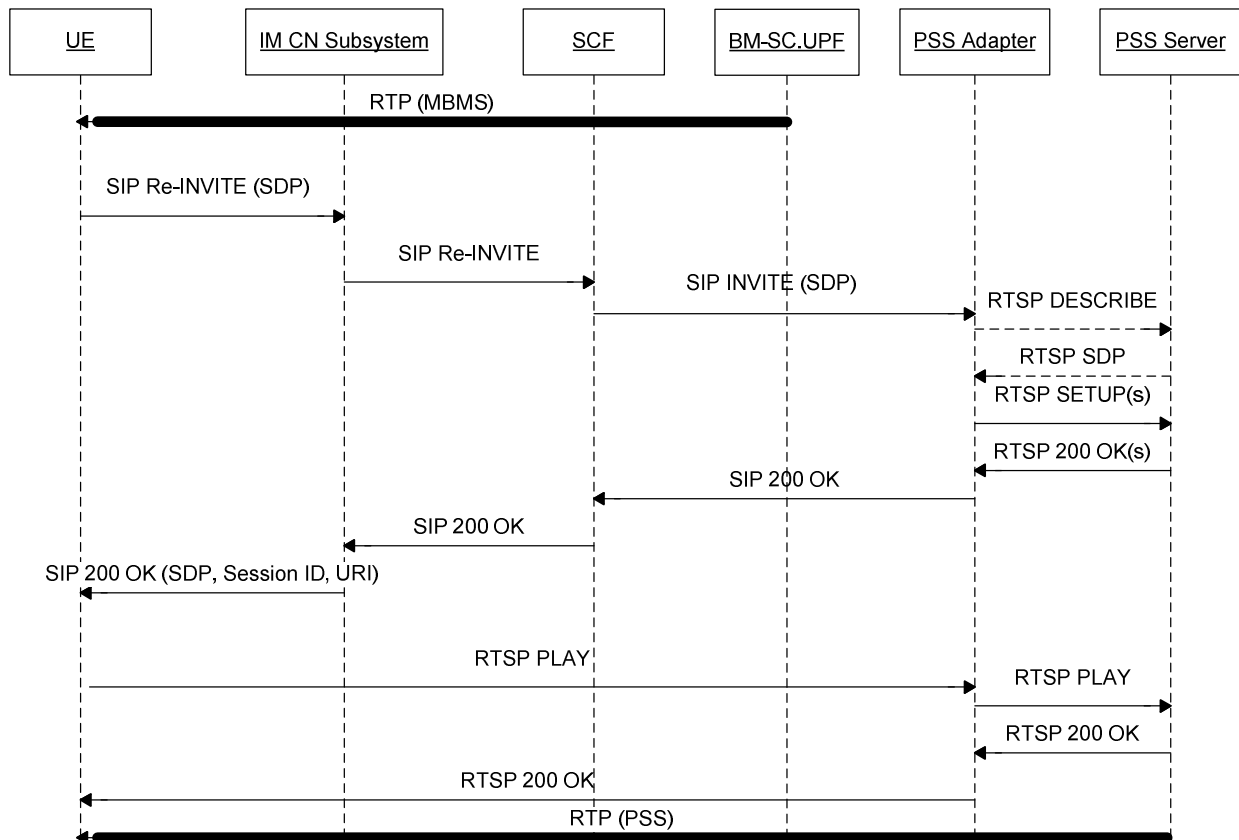 UE
IM CN Subsystem
SCF
BM-SC.UPF
PSS Adapter
PSS Server
RTP (MBMS)
SIP Re-INVITE (SDP)
SIP Re-INVITE
SIP INVITE (SDP)
RTSP DESCRIBE
RTSP SDP
RTSP SETUP(s)
RTSP 200 OK(s)
SIP 200 OK
SIP 200 OK
SIP 200 OK (SDP, Session ID, URI)
RTSP PLAY
RTSP PLAY
RTSP 200 OK
RTSP 200 OK
RTP (PSS)